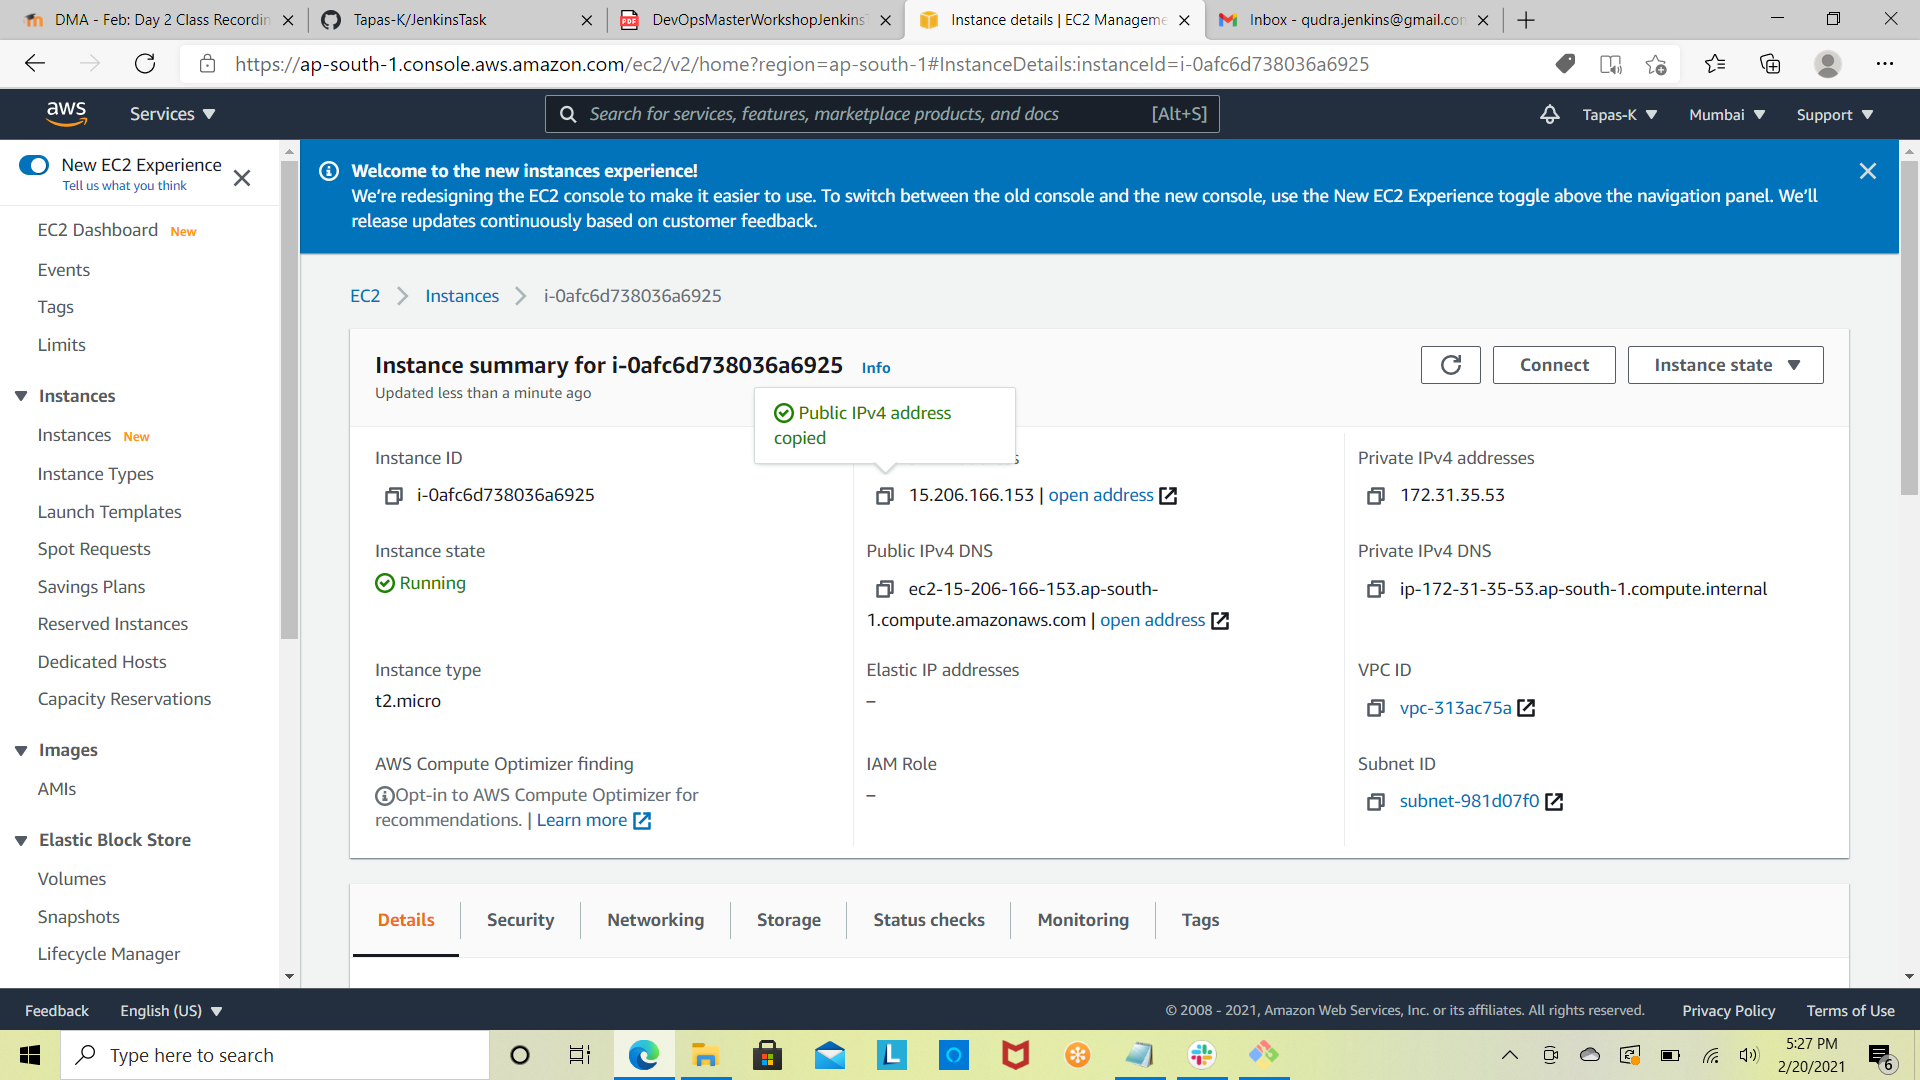 DMA - Feb: Day 2 Class Recordin
Tapas-K/JenkinsTask
DevOpsMasterWorkshopJenkins
Instance details | EC2 Manageme
Inbox - qudra.jenkins@gmail.co
https://ap-south-1.console.aws.amazon.com/ec2/v2/home?region=ap-south-1#InstanceDetails:instanceId=i-0afc6d738036a6925
aws
Services
Search for services, features, marketplace products, and docs
[Alt+S]
Tapas-K
Mumbai
Support
New EC2 Experience
Tell us what you think
EC2 Dashboard New
Events
Tags
Limits
Instances
Instances New
Instance Types
Launch Templates
Spot Requests
Savings Plans
Reserved Instances
Dedicated Hosts
Capacity Reservations
Images
AMIs
Elastic Block Store
Volumes
Snapshots
Lifecycle Manager
Welcome to the new instances experience!
We're redesigning the EC2 console to make it easier to use. To switch between the old console and the new console, use the New EC2 Experience toggle above the navigation panel. We'll
release updates continuously based on customer feedback.
EC2
Instances
i-0afc6d738036a6925
Instance summary for i-0afc6d738036a6925 Info
Updated less than a minute ago
Connect
Instance state
Public IPv4 address
copied
Instance ID
i-0afc6d738036a6925
15.206.166.153 | open address
Private IPv4 addresses
172.31.35.53
Instance state
Running
Public IPv4 DNS
ec2-15-206-166-153.ap-south-
1.compute.amazonaws.com | open address
Private IPv4 DNS
ip-172-31-35-53.ap-south-1.compute.internal
Instance type
t2.micro
Elastic IP addresses
–
VPC ID
vpc-313ac75a
AWS Compute Optimizer finding
Opt-in to AWS Compute Optimizer for
recommendations. | Learn more
IAM Role
–
Subnet ID
subnet-981d07f0
Details
Security
Networking
Storage
Status checks
Monitoring
Tags
Feedback
English (US)
© 2008 - 2021, Amazon Web Services, Inc. or its affiliates. All rights reserved.
Privacy Policy
Terms of Use
Type here to search
5:27 PM
2/20/2021
6